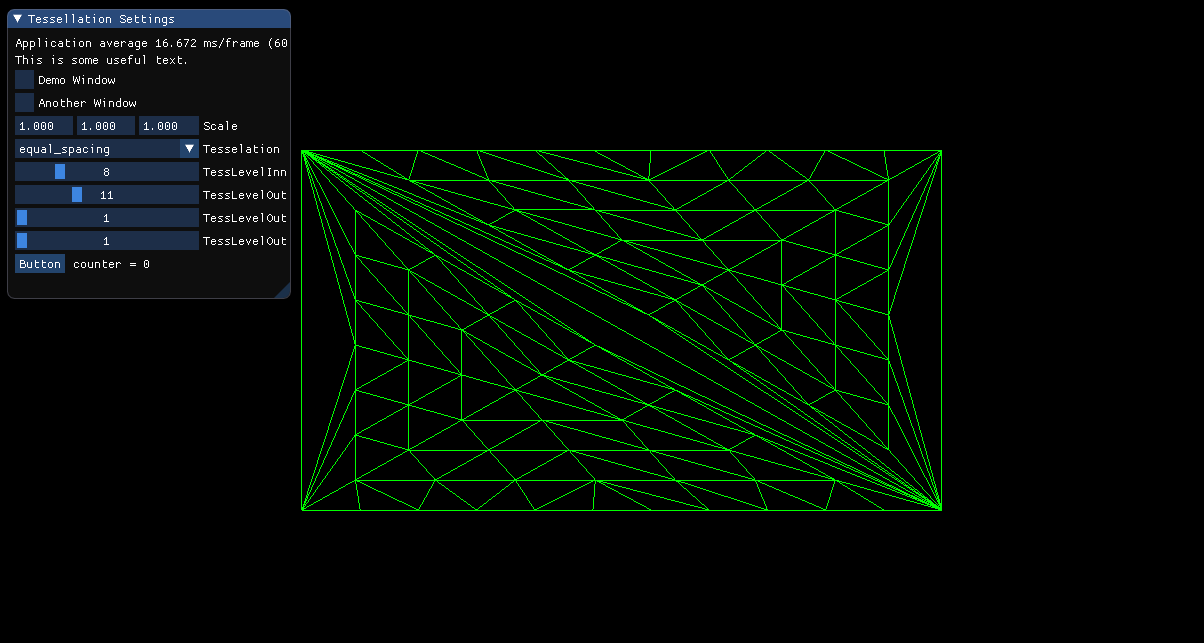 Tessellation Settings
Application average 16.672 ms/frame (60
This is some useful text.
Demo Window
Another Window
1.000 1.000 1.000 Scale
equal_spacing Tesselation
8 TessLevelInn
11 TessLevelOut
1 TessLevelOut
1 TessLevelOut
Button counter = 0